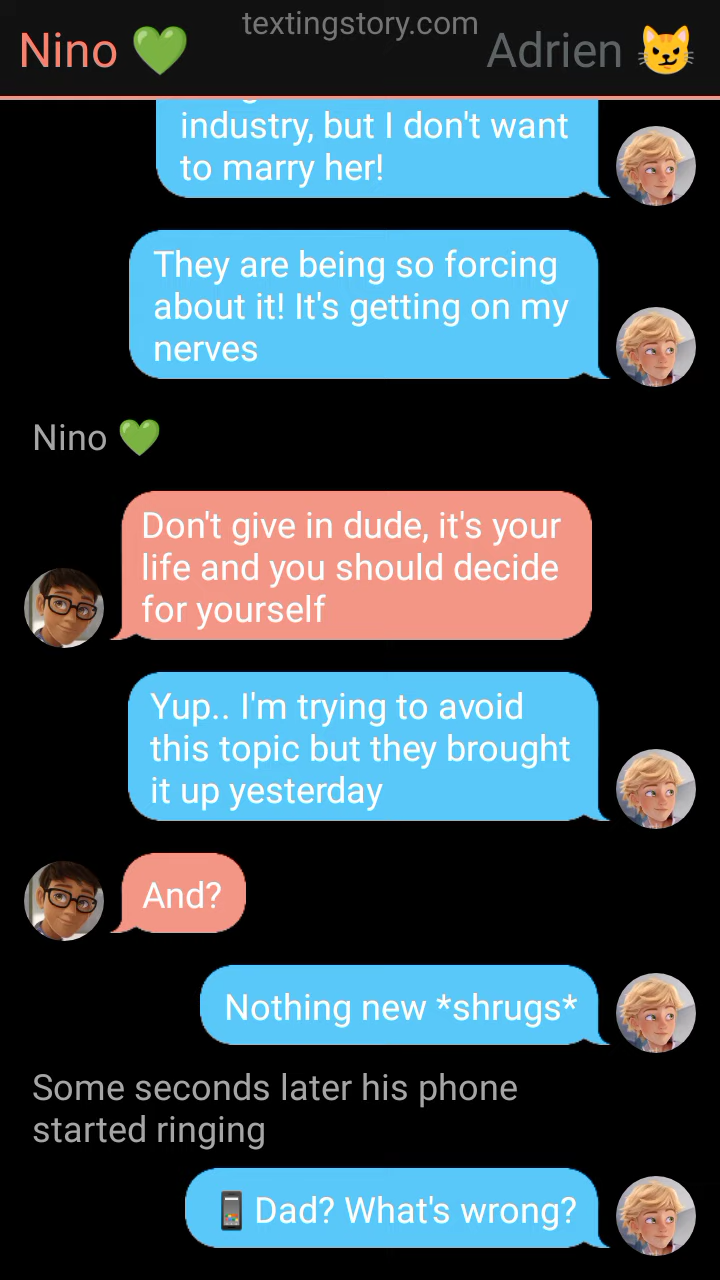 textingstory.com
Nino 💚
Adrien 😼
industry, but I don't want
to marry her!
They are being so forcing
about it! It's getting on my
nerves
Nino 💚
Don't give in dude, it's your
life and you should decide
for yourself
Yup.. I'm trying to avoid
this topic but they brought
it up yesterday
And?
Nothing new *shrugs*
Some seconds later his phone
started ringing
📱Dad? What's wrong?